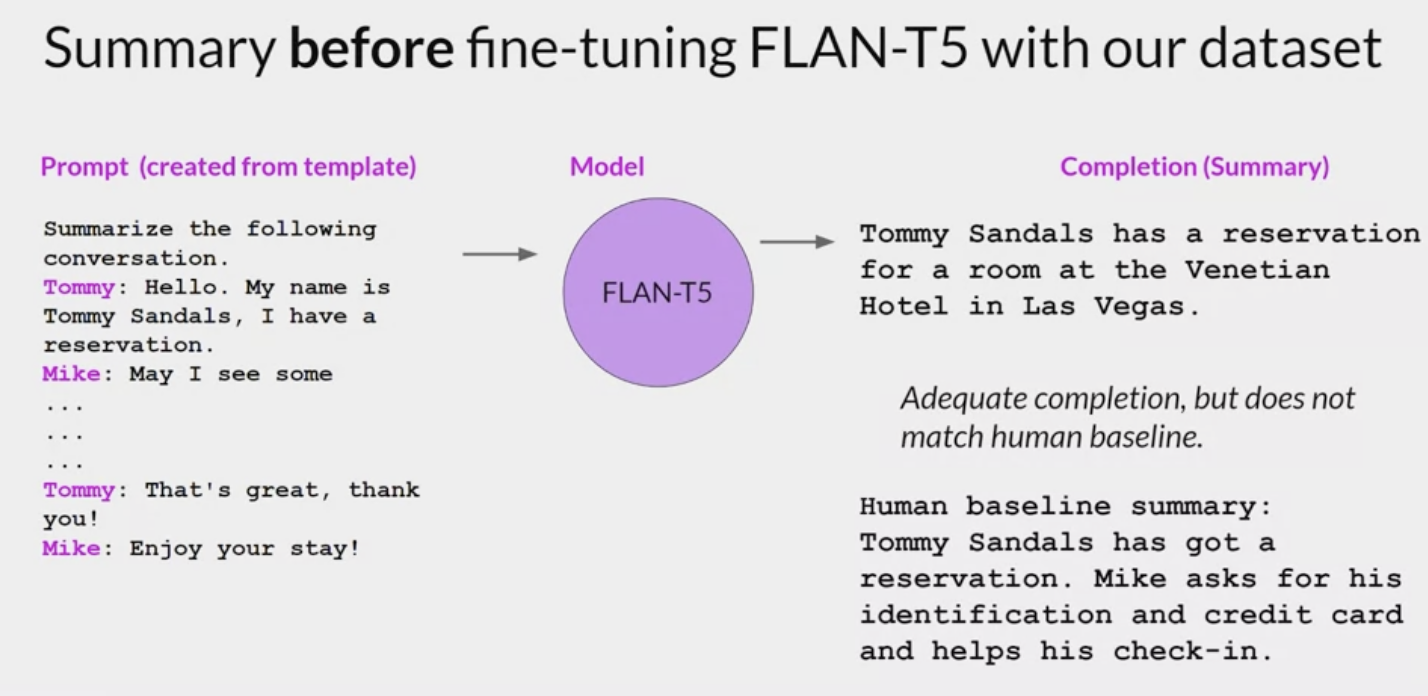 Summary before fine-tuning FLAN-T5 with our dataset
Prompt (created from template)
Summarize the following
conversation.
Tommy: Hello. My name is
Tommy Sandals, I have a
reservation.
Mike: May I see some
...
...
...
Tommy: That's great, thank
you!
Mike: Enjoy your stay!
Model
FLAN-T5
Completion (Summary)
Tommy Sandals has a reservation
for a room at the Venetian
Hotel in Las Vegas.
Adequate completion, but does not
match human baseline.
Human baseline summary:
Tommy Sandals has got a
reservation. Mike asks for his
identification and credit card
and helps his check-in.